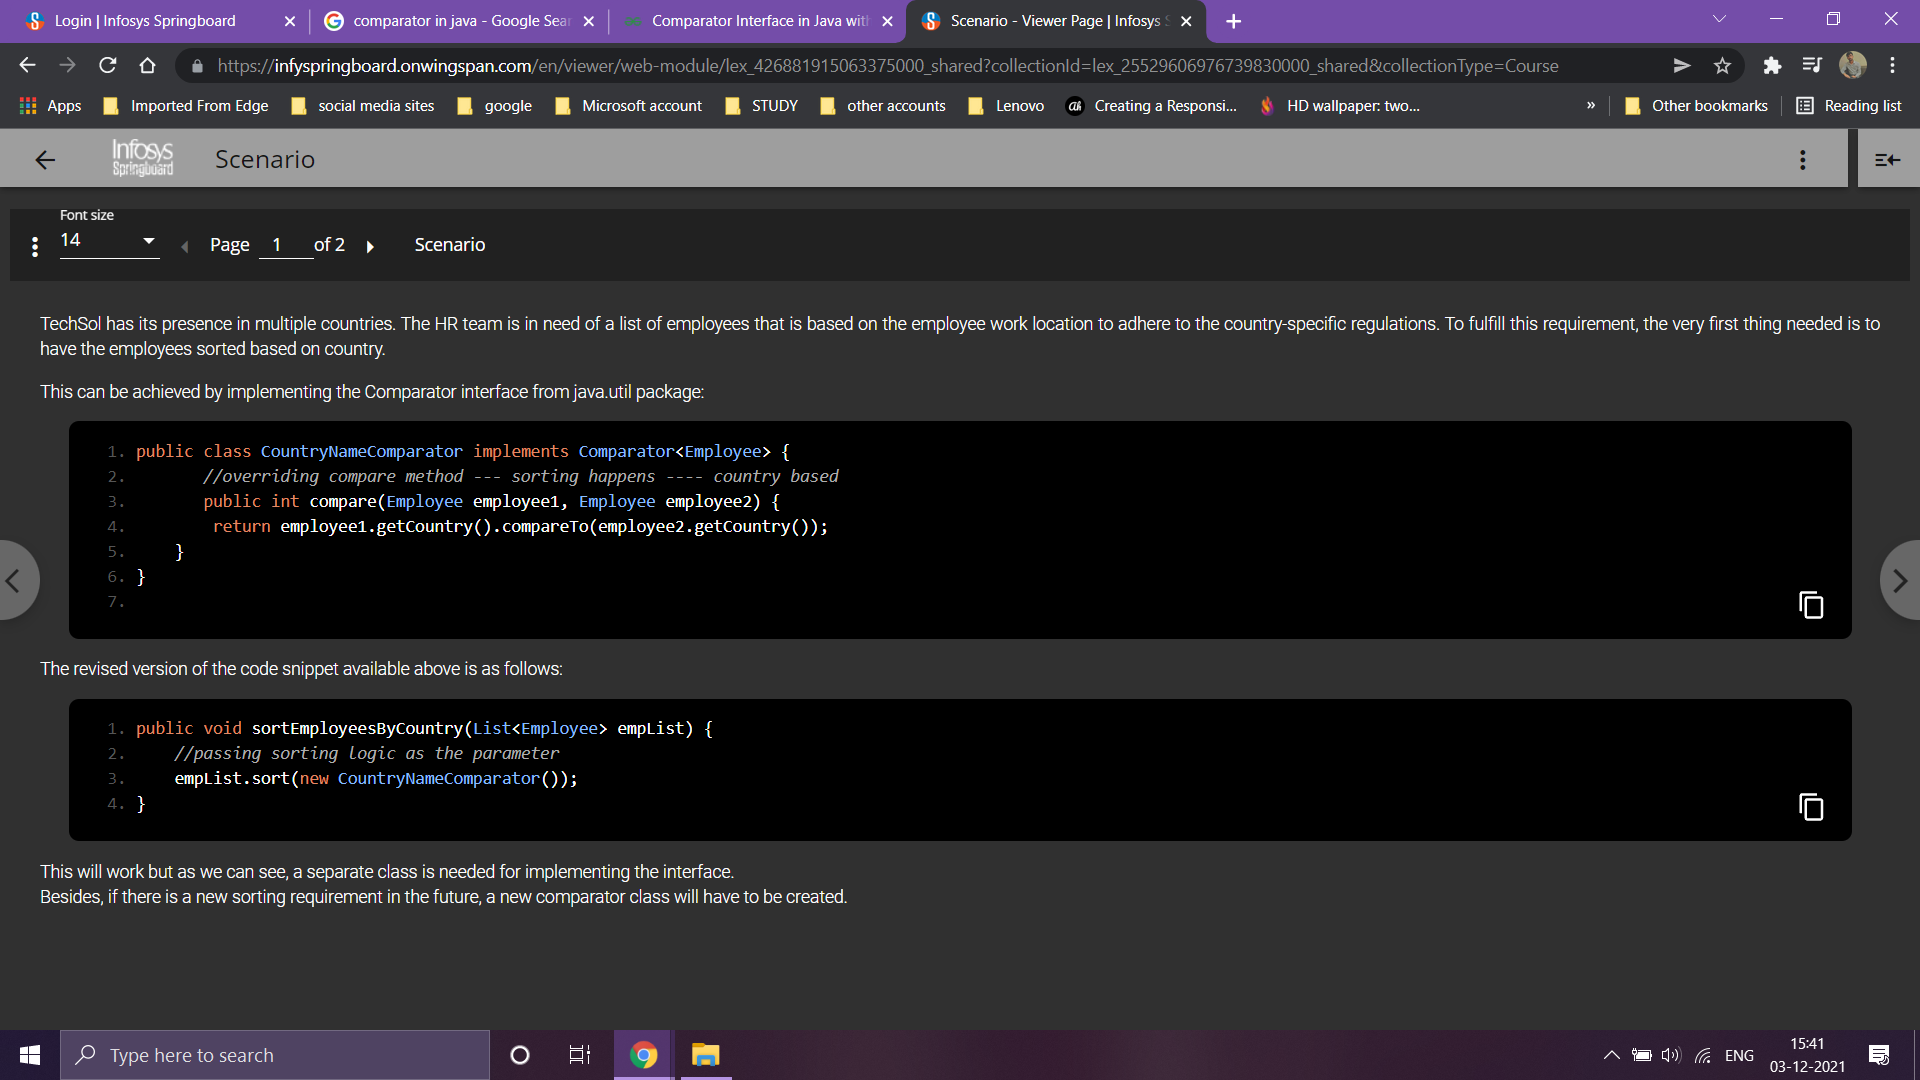 Login | Infosys Springboard
comparator in java - Google Sear
Comparator Interface in Java with
Scenario - Viewer Page | Infosys S
https://infyspringboard.onwingspan.com/en/viewer/web-module/lex_426881915063375000_shared?collectionId=lex_25529606976739830000_shared&collectionType=Course
Apps
Imported From Edge
social media sites
google
Microsoft account
STUDY
other accounts
Lenovo
Creating a Responsi...
HD wallpaper: two...
»
Other bookmarks
Reading list
Infosys
Springboard
Scenario
Font size
14
Page 1 of 2
Scenario
TechSol has its presence in multiple countries. The HR team is in need of a list of employees that is based on the employee work location to adhere to the country-specific regulations. To fulfill this requirement, the very first thing needed is to
have the employees sorted based on country.
This can be achieved by implementing the Comparator interface from java.util package:
1. public class CountryNameComparator implements Comparator<Employee> {
2. //overriding compare method --- sorting happens ---- country based
3. public int compare(Employee employee1, Employee employee2) {
4. return employee1.getCountry().compareTo(employee2.getCountry());
5. }
6. }
7.
The revised version of the code snippet available above is as follows:
1. public void sortEmployeesByCountry(List<Employee> empList) {
2. //passing sorting logic as the parameter
3. empList.sort(new CountryNameComparator());
4. }
This will work but as we can see, a separate class is needed for implementing the interface.
Besides, if there is a new sorting requirement in the future, a new comparator class will have to be created.
Type here to search
ENG
15:41
03-12-2021